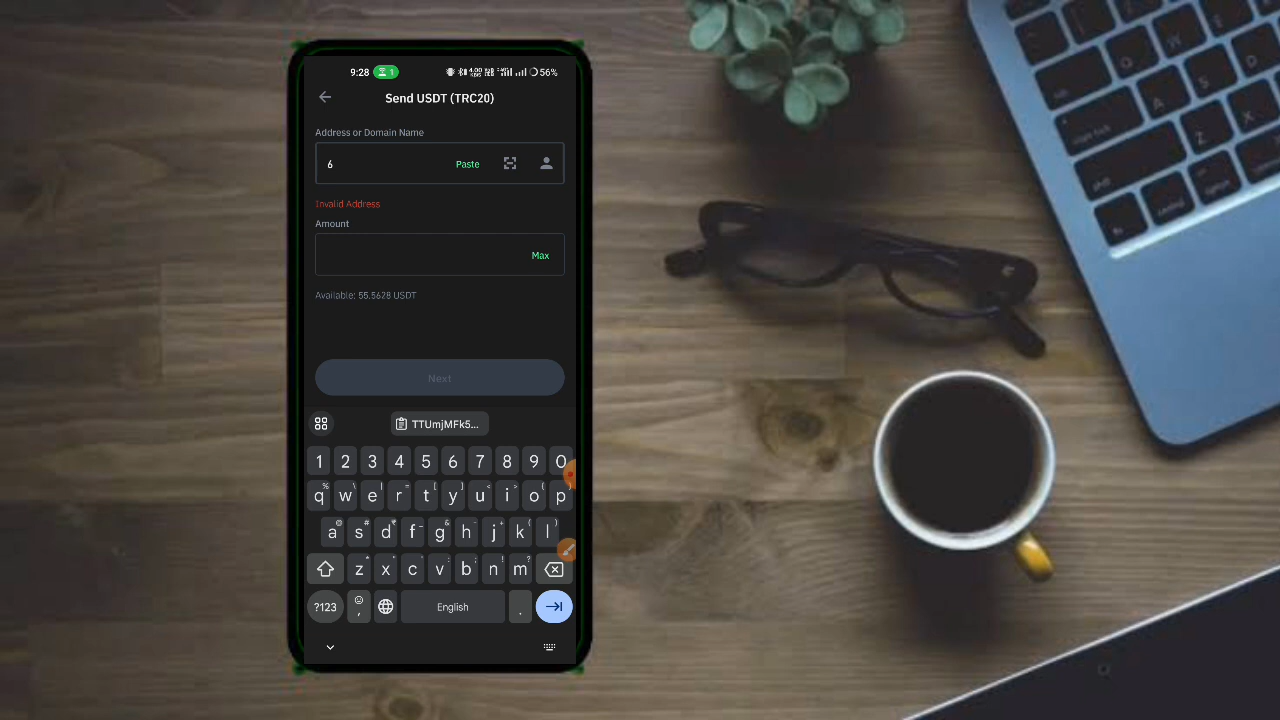 9:28 1 56%
Send USDT (TRC20)
Address or Domain Name
6 Paste
Invalid Address
Amount
Max
Available: 55.5628 USDT
Next
TTUmjMFk5...
1 2 3 4 5 6 7 8 9 0
q w e r t y u i o p
a s d f g h j k l
z x c v b n m
?123 , English .